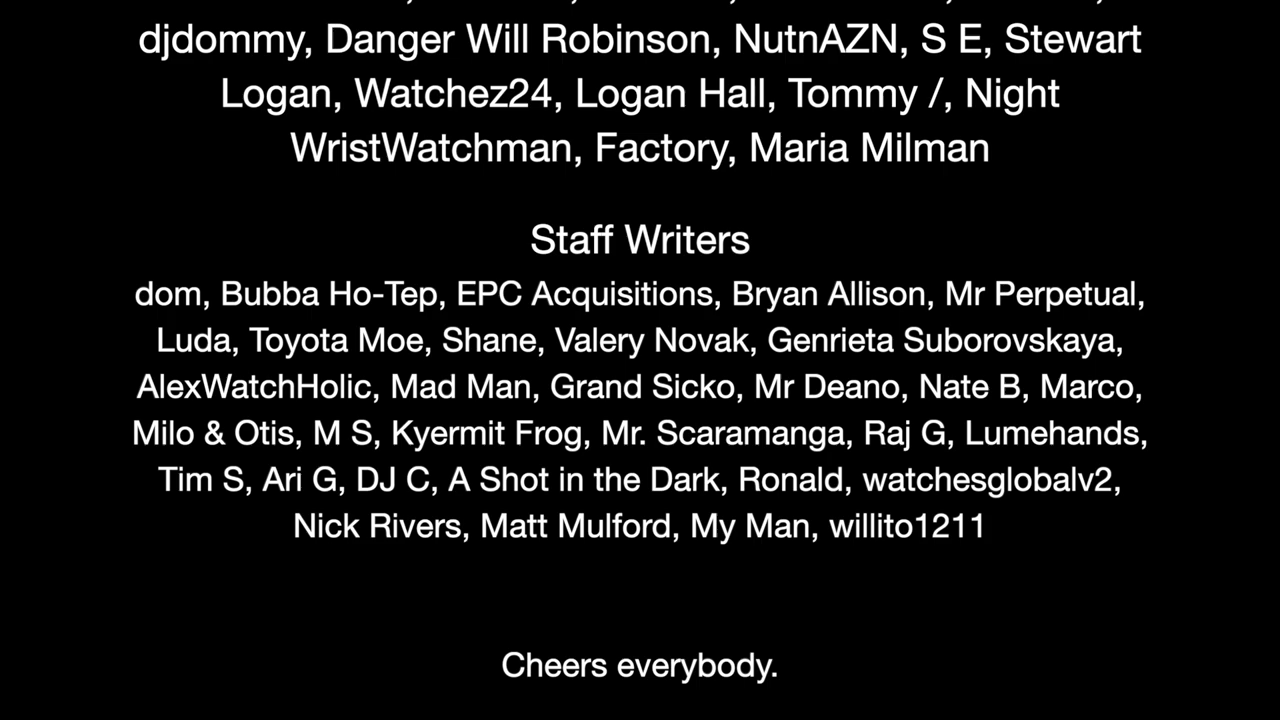 djdommy, Danger Will Robinson, NutnAZN, S E, Stewart
Logan, Watchez24, Logan Hall, Tommy /, Night
WristWatchman, Factory, Maria Milman
Staff Writers
dom, Bubba Ho-Tep, EPC Acquisitions, Bryan Allison, Mr Perpetual,
Luda, Toyota Moe, Shane, Valery Novak, Genrieta Suborovskaya,
AlexWatchHolic, Mad Man, Grand Sicko, Mr Deano, Nate B, Marco,
Milo & Otis, M S, Kyermit Frog, Mr. Scaramanga, Raj G, Lumehands,
Tim S, Ari G, DJ C, A Shot in the Dark, Ronald, watchesglobalv2,
Nick Rivers, Matt Mulford, My Man, willito1211
Cheers everybody.